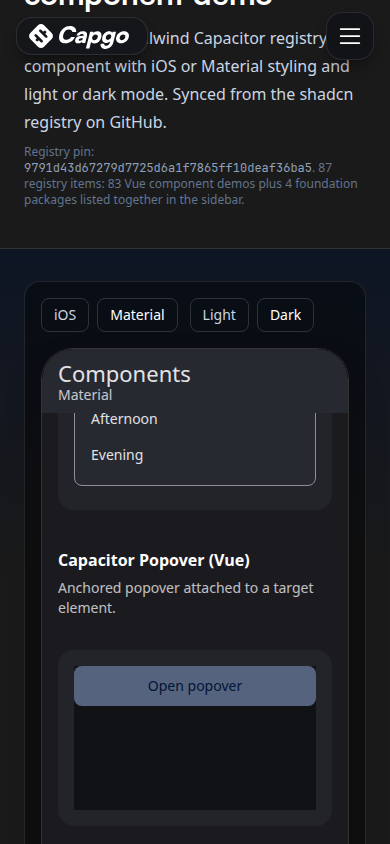 component demo
Capgo
lwind Capacitor registry
component with iOS or Material styling and
light or dark mode. Synced from the shadcn
registry on GitHub.
Registry pin:
9791d43d67279d7725d6a1f7865ff10deaf36ba5. 87
registry items: 83 Vue component demos plus 4 foundation
packages listed together in the sidebar.
iOS
Material
Light
Dark
Components
Material
Afternoon
Evening
Capacitor Popover (Vue)
Anchored popover attached to a target
element.
Open popover